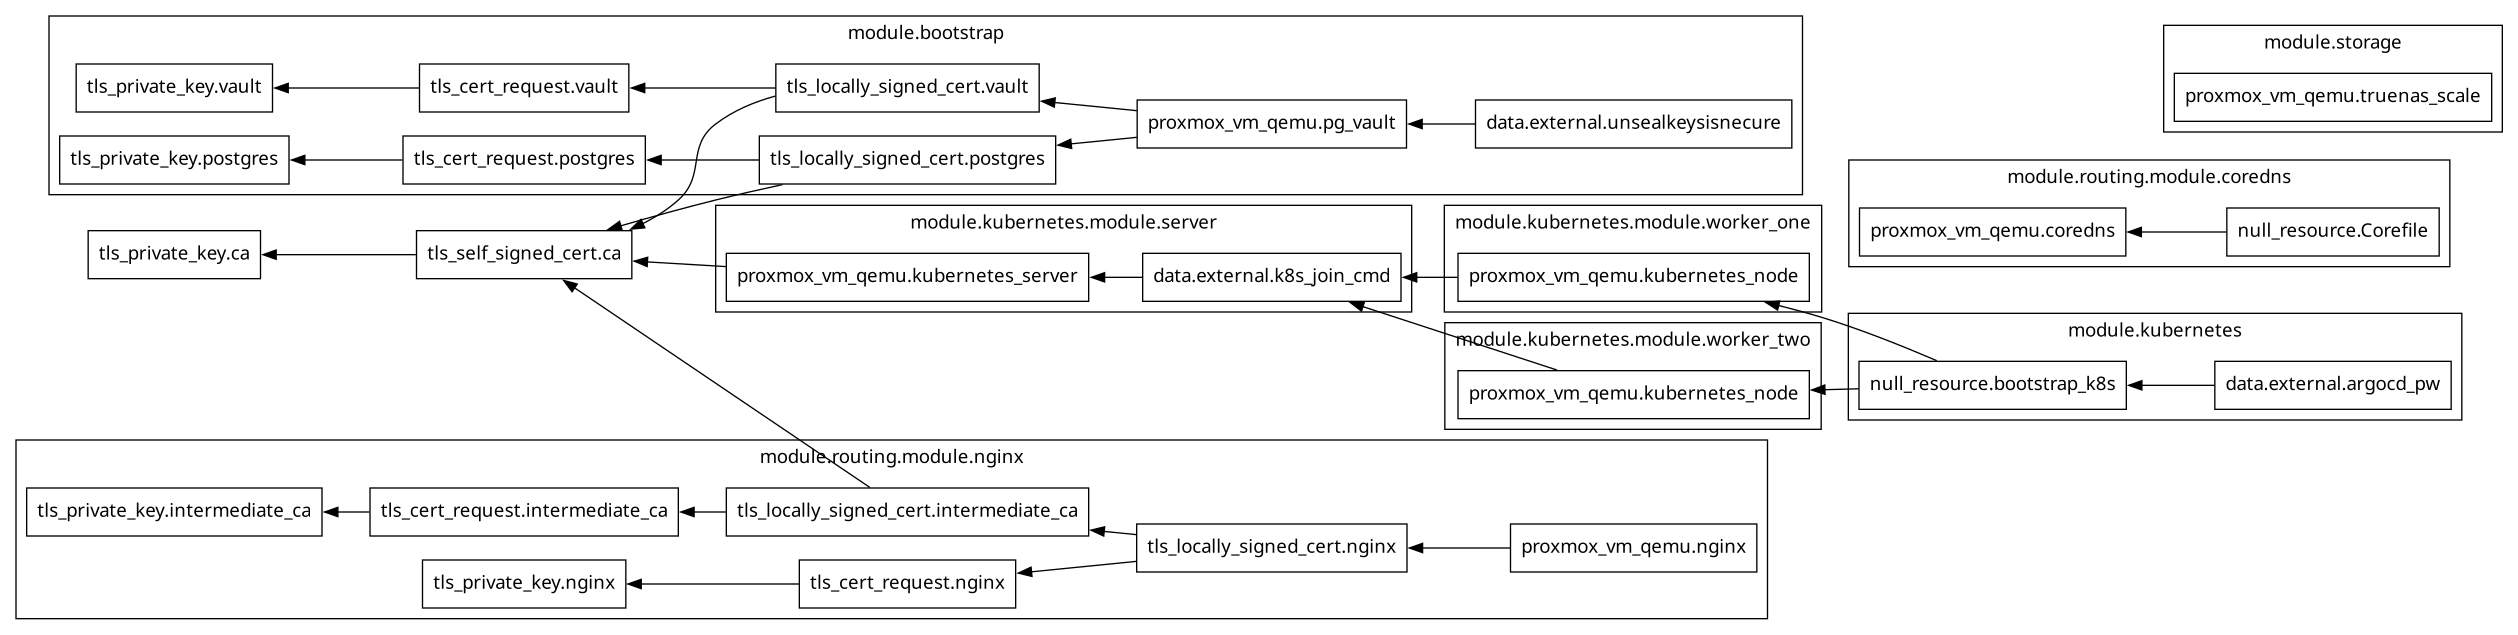 module.bootstrap
tls_private_key.vault
tls_cert_request.vault
tls_locally_signed_cert.vault
proxmox_vm_qemu.pg_vault
data.external.unsealkeysisnecure
tls_private_key.postgres
tls_cert_request.postgres
tls_locally_signed_cert.postgres
module.storage
proxmox_vm_qemu.truenas_scale
module.routing.module.coredns
proxmox_vm_qemu.coredns
null_resource.Corefile
tls_private_key.ca
tls_self_signed_cert.ca
module.kubernetes.module.server
proxmox_vm_qemu.kubernetes_server
data.external.k8s_join_cmd
module.kubernetes.module.worker_one
proxmox_vm_qemu.kubernetes_node
module.kubernetes.module.worker_two
proxmox_vm_qemu.kubernetes_node
module.kubernetes
null_resource.bootstrap_k8s
data.external.argocd_pw
module.routing.module.nginx
tls_private_key.intermediate_ca
tls_cert_request.intermediate_ca
tls_locally_signed_cert.intermediate_ca
tls_locally_signed_cert.nginx
proxmox_vm_qemu.nginx
tls_private_key.nginx
tls_cert_request.nginx